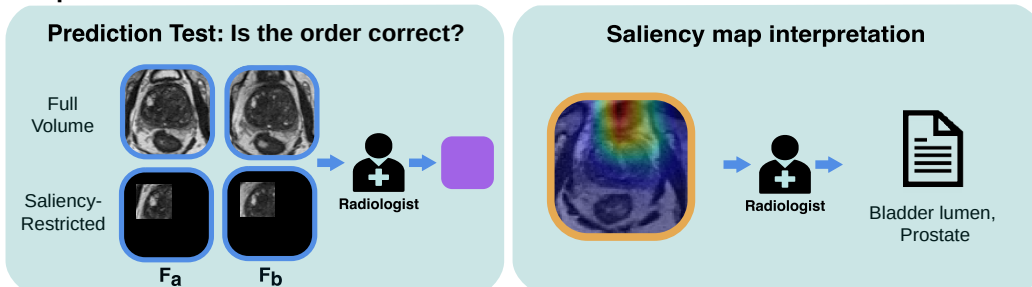 Prediction Test: Is the order correct?
Full
Volume
Saliency-
Restricted
Fa
Fb
Radiologist
Saliency map interpretation
Radiologist
Bladder lumen,
Prostate